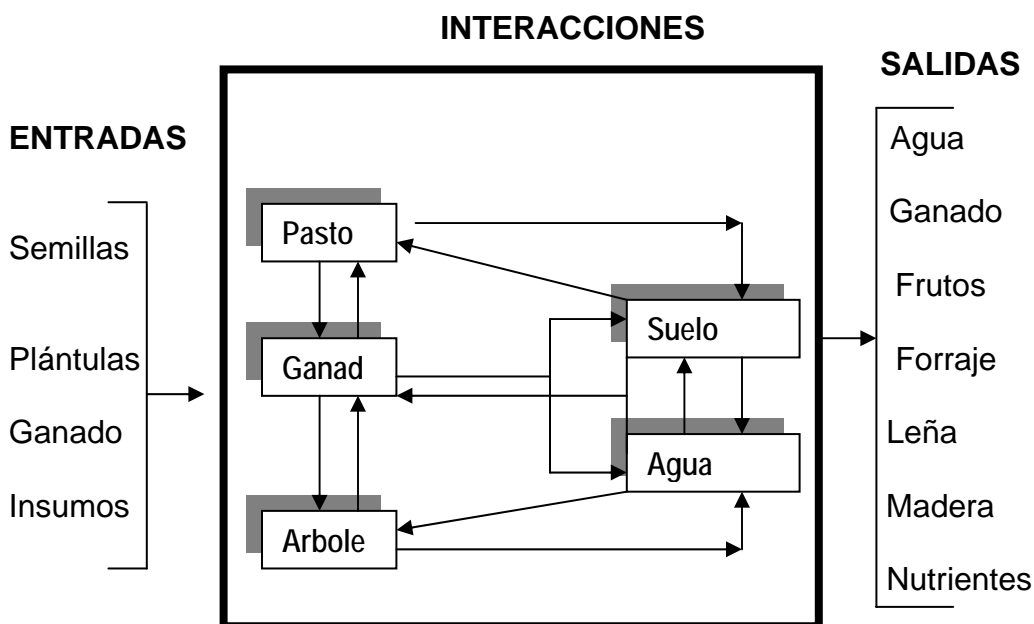 INTERACCIONES
SALIDAS
ENTRADAS
Semillas
Plántulas
Ganado
Insumos
Pasto
Ganad
Arbole
Suelo
Agua
Agua
Ganado
Frutos
Forraje
Leña
Madera
Nutrientes